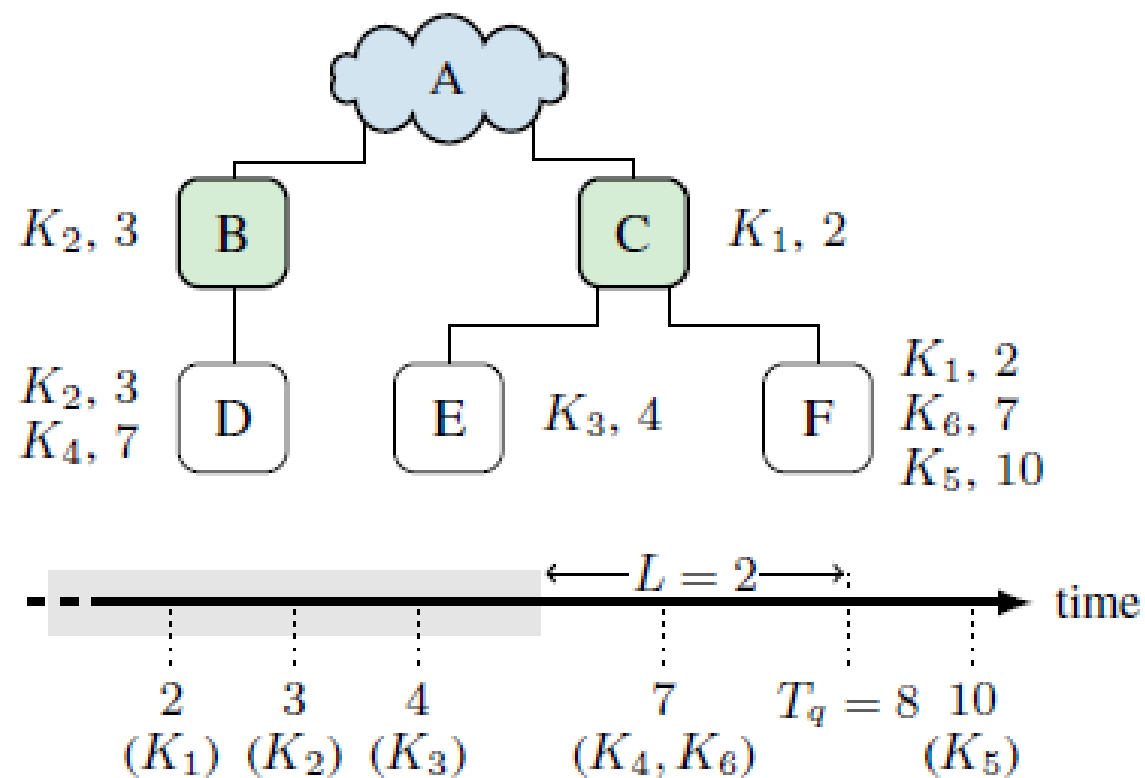 A
K₂, 3
B
C
K₁, 2
K₂, 3
K₄, 7
D
E
K₃, 4
F
K₁, 2
K₆, 7
K₅, 10
L = 2
time
2 3 4 7 T_q = 8 10
(K₁) (K₂) (K₃) (K₄, K₆) (K₅)